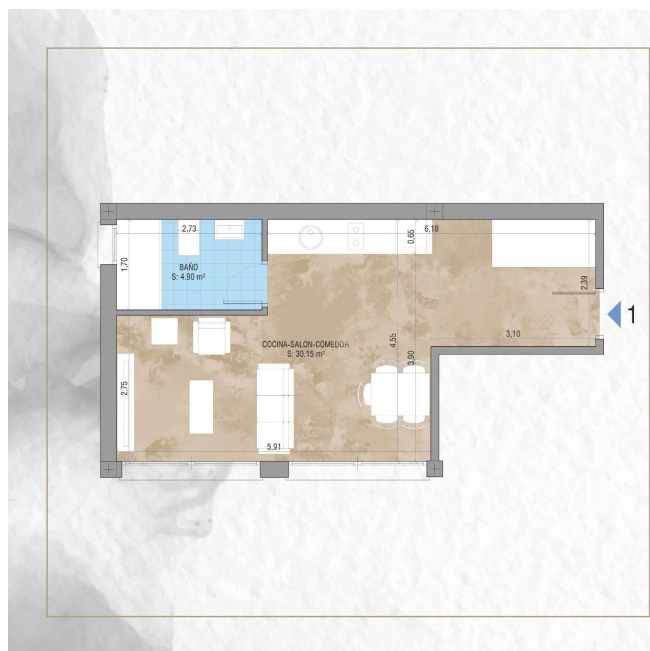 2,73
6,18
0,65
1,70
BAÑO
S: 4.90 m²
2,39
1
3,10
COCINA-SALON-COMEDOR
S: 30.15 m²
4,55
3,90
2,75
5,91